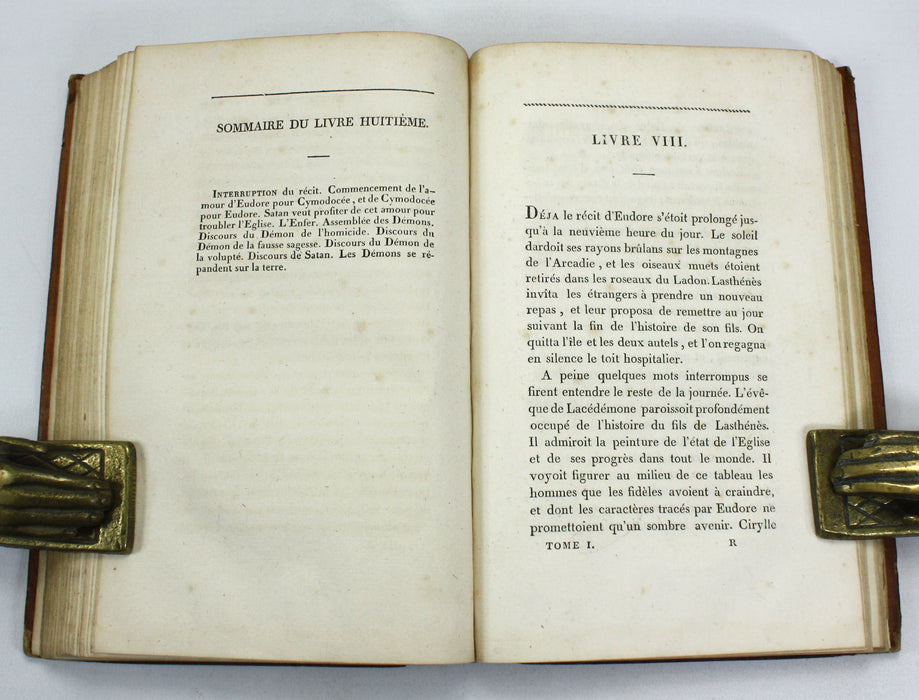 SOMMAIRE DU LIVRE HUITIÈME.
INTERRUPTION du récit. Commencement de l'a-
mour d'Eudore pour Cymodocée, et de Cymodocée
pour Eudore. Satan veut profiter de cet amour pour
troubler l'Eglise. L'Enfer. Assemblée des Démons.
Discours du Démon de l'homicide. Discours du
Démon de la fausse sagesse. Discours du Démon de
la volupté. Discours de Satan. Les Démons se ré-
pandent sur la terre.
LIVRE VIII.
DÉJA le récit d'Eudore s'étoit prolongé jus-
qu'à la neuvième heure du jour. Le soleil
dardoit ses rayons brûlans sur les montagnes
de l'Arcadie, et les oiseaux muets étoient
retirés dans les roseaux du Ladon. Lasthénès
invita les étrangers à prendre un nouveau
repas, et leur proposa de remettre au jour
suivant la fin de l'histoire de son fils. On
quitta l'île et les deux autels, et l'on regagna
en silence le toit hospitalier.
A peine quelques mots interrompus se
firent entendre le reste de la journée. L'évê-
que de Lacédémone paroissoit profondément
occupé de l'histoire du fils de Lasthénès.
Il admiroit la peinture de l'état de l'Eglise
et de ses progrès dans tout le monde. Il
voyoit figurer au milieu de ce tableau les
hommes que les fidèles avoient à craindre,
et dont les caractères tracés par Eudore ne
promettoient qu'un sombre avenir. Cirylle
TOME I. R